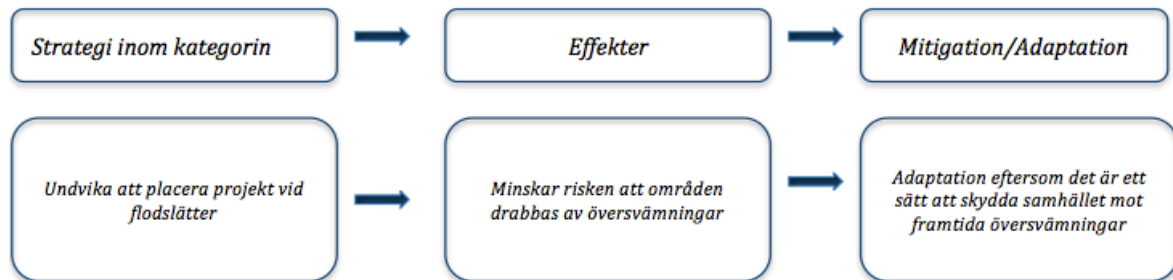 Strategi inom kategorin
Effekter
Mitigation/Adaptation
Undvika att placera projekt vid
flodslätter
Minskar risken att områden
drabbas av översvämningar
Adaptation eftersom det är ett
sätt att skydda samhället mot
framtida översvämningar